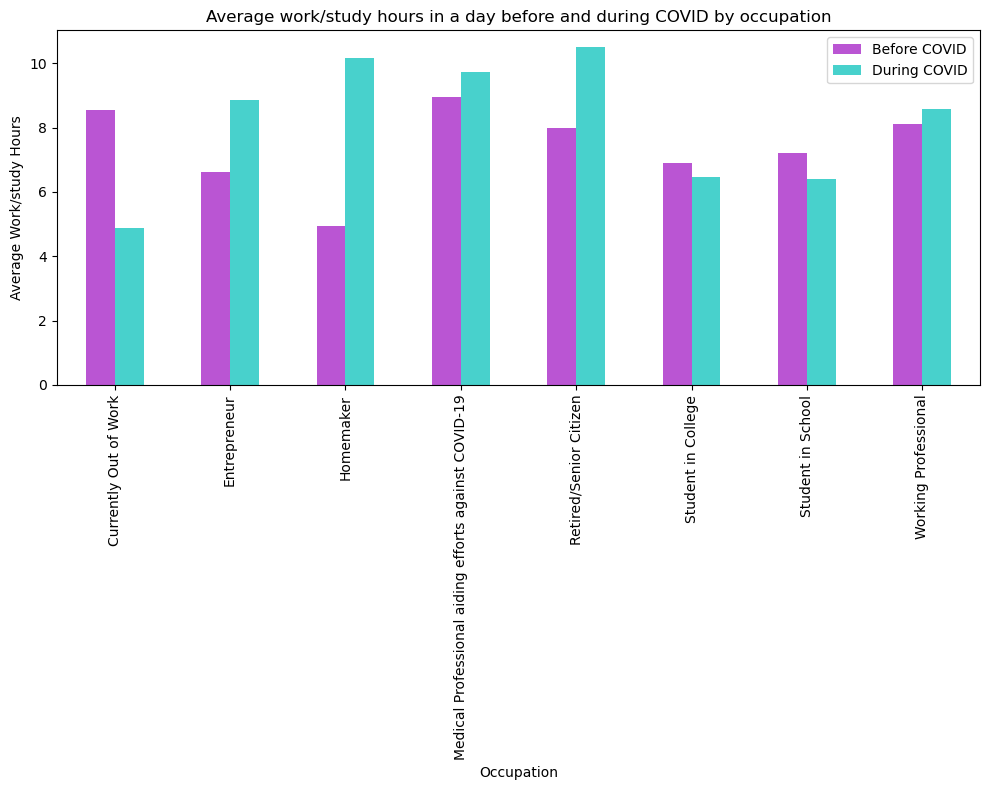 Average work/study hours in a day before and during COVID by occupation
Before COVID
During COVID
Average Work/study Hours
10
8
6
4
2
0
Currently Out of Work
Entrepreneur
Homemaker
Medical Professional aiding efforts against COVID-19
Retired/Senior Citizen
Student in College
Student in School
Working Professional
Occupation